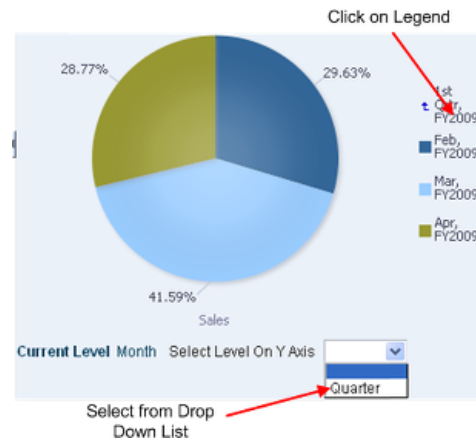 Click on Legend
28.77%
29.63%
1st
Qtr,
FY2009
Feb,
FY2009
Mar,
FY2009
Apr,
FY2009
41.59%
Sales
Current Level Month Select Level On Y Axis
Quarter
Select from Drop
Down List